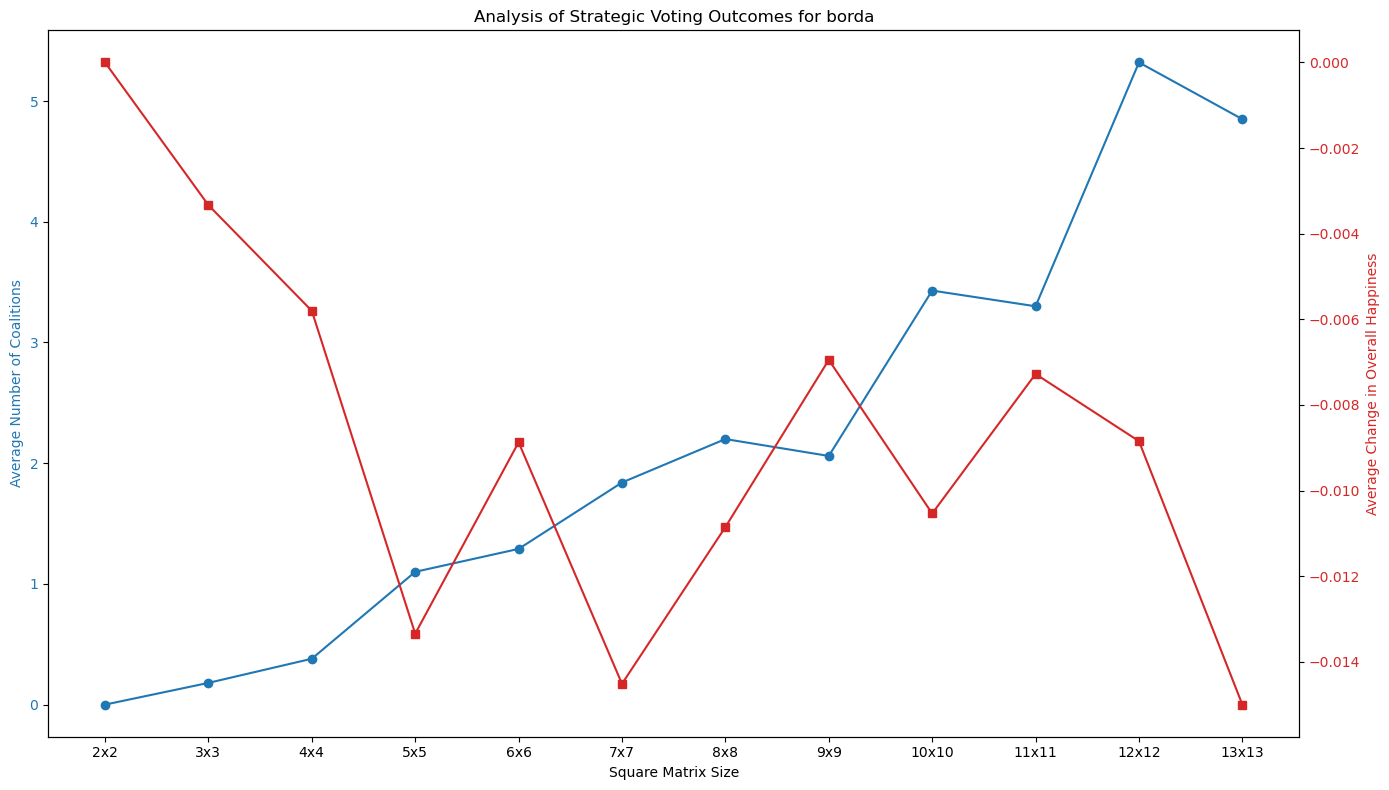 Analysis of Strategic Voting Outcomes for borda
Average Number of Coalitions
5
4
3
2
1
0
0.000
−0.002
−0.004
−0.006
−0.008
−0.010
−0.012
−0.014
Average Change in Overall Happiness
2x2 3x3 4x4 5x5 6x6 7x7 8x8 9x9 10x10 11x11 12x12 13x13
Square Matrix Size